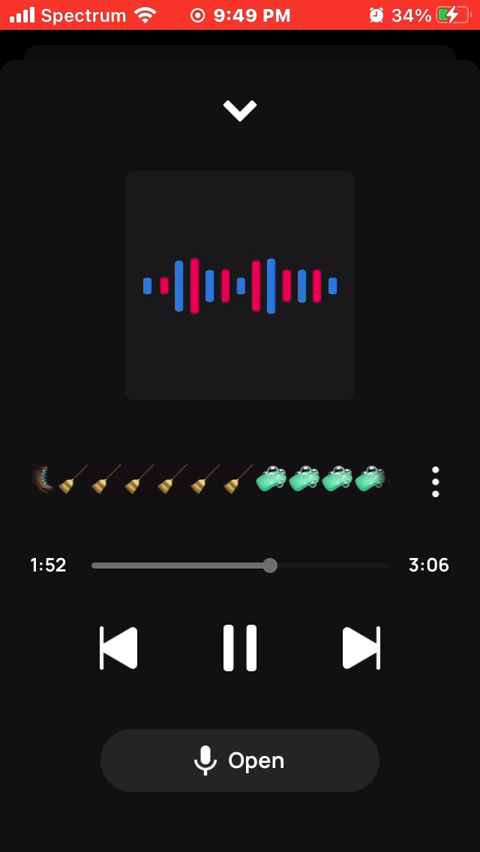 Spectrum 9:49 PM 34%
🥾🧹🧹🧹🧹🧹🧹🧼🧼🧼🧼
1:52 3:06
Open